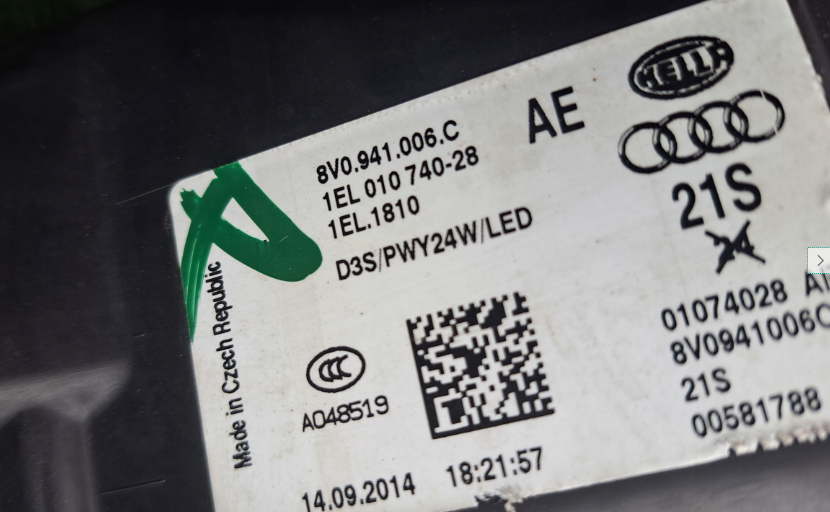 HELLA
AE
8V0.941.006.C
1EL 010 740-28
1EL.1810
D3S/PWY24W/LED
21S
Made in Czech Republic
CCC
A048519
01074028
8V0941006C
21S
00581788
14.09.2014 18:21:57